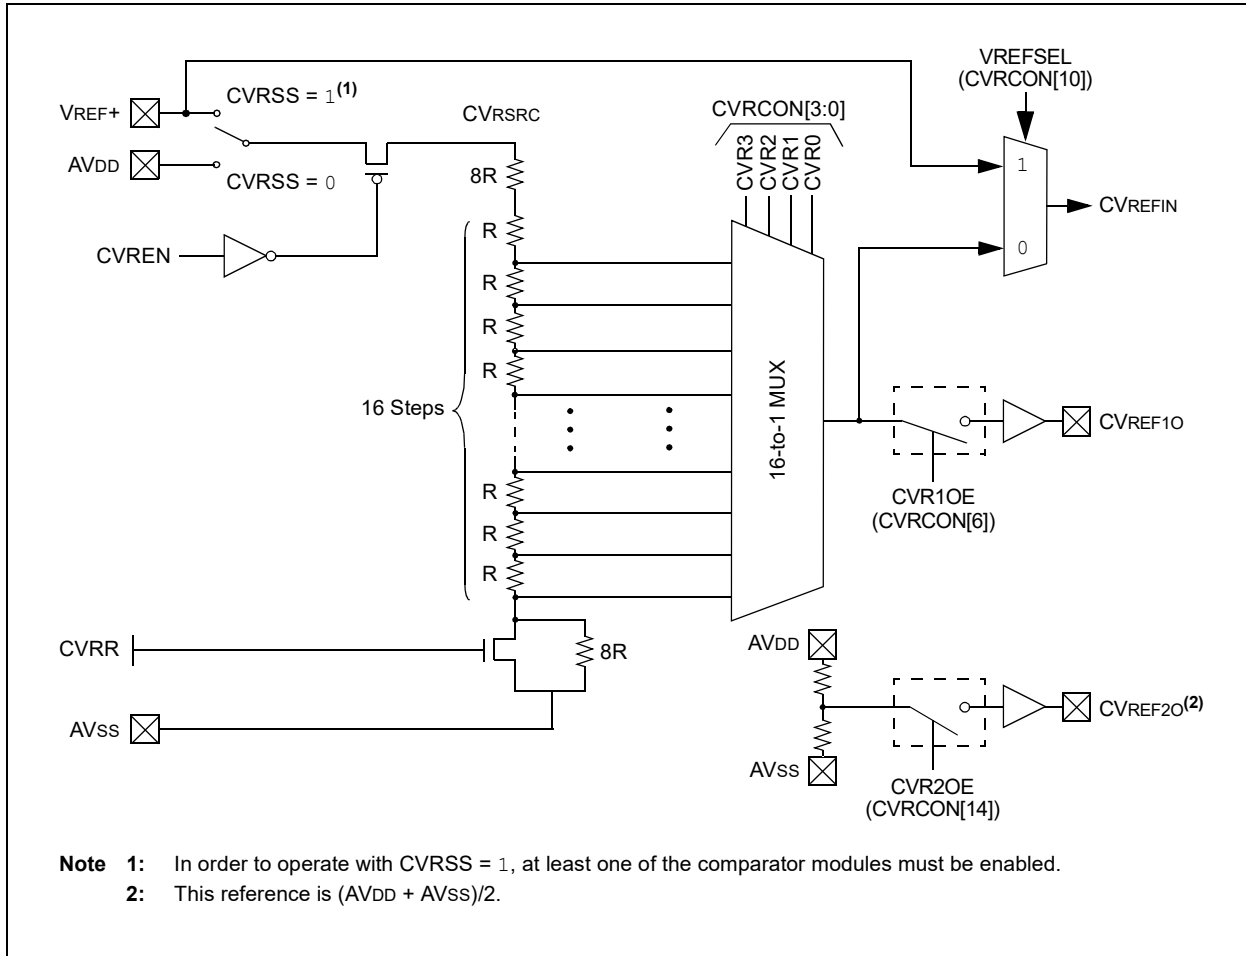 VREFSEL
(CVRCON[10])
VREF+
CVRSS = 1(1)
CVRSRC
CVRCON[3:0]
CVR3
CVR2
CVR1
CVR0
AVDD
CVRSS = 0
8R
1
CVREFIN
CVREN
R
0
R
R
R
16 Steps
16-to-1 MUX
CVREF1O
R
CVR1OE
(CVRCON[6])
R
R
CVRR
8R
AVDD
AVSS
CVREF2O(2)
AVSS
CVR2OE
(CVRCON[14])
Note 1: In order to operate with CVRSS = 1, at least one of the comparator modules must be enabled.
2: This reference is (AVDD + AVSS)/2.